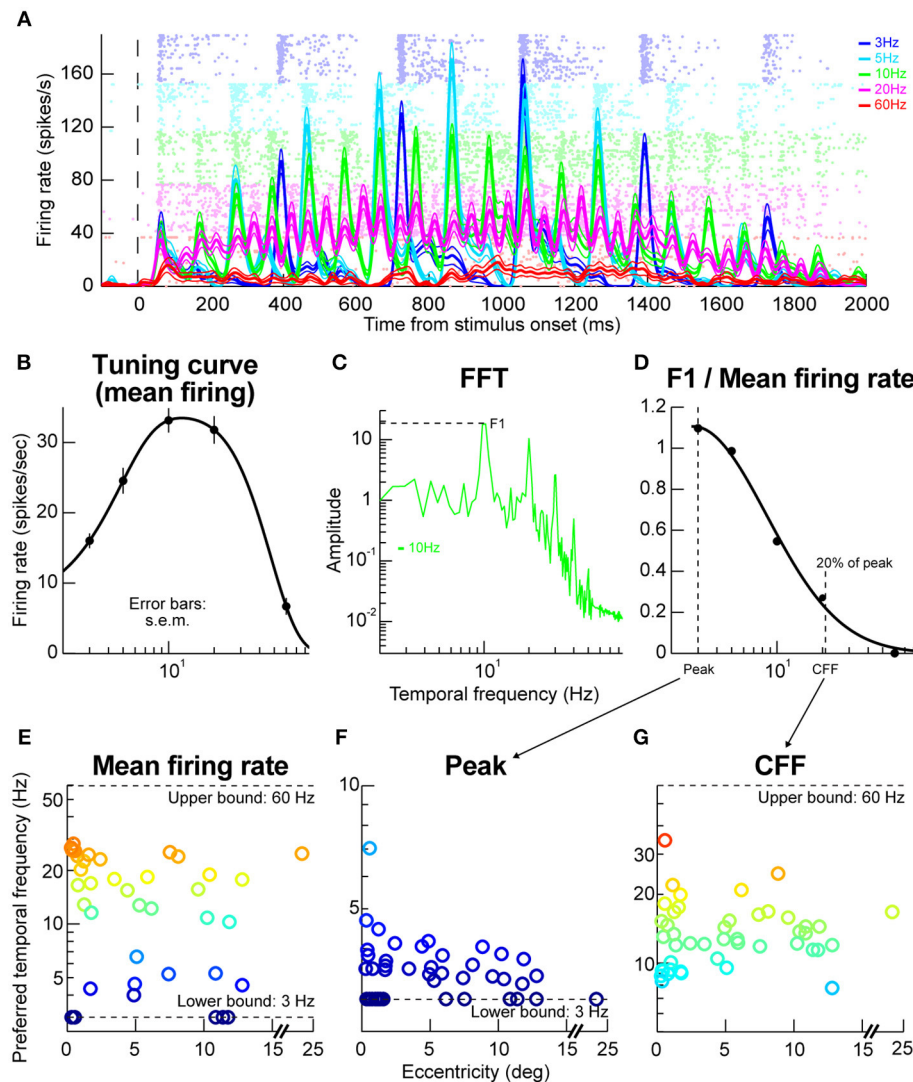 A
Firing rate (spikes/s)
160
120
80
40
0
3Hz
5Hz
10Hz
20Hz
60Hz
0 200 400 600 800 1000 1200 1400 1600 1800 2000
Time from stimulus onset (ms)
B
Tuning curve
(mean firing)
Firing rate (spikes/sec)
30
20
10
0
Error bars:
s.e.m.
10¹
C
FFT
Amplitude
10
1
10⁻¹
10⁻²
F1
10Hz
10¹
Temporal frequency (Hz)
D
F1 / Mean firing rate
1.2
1
0.8
0.6
0.4
0.2
0
20% of peak
Peak
10¹
CFF
E
Mean firing rate
Preferred temporal frequency (Hz)
50
20
10
5
Upper bound: 60 Hz
Lower bound: 3 Hz
0 5 10 15 25
F
Peak
10
5
Lower bound: 3 Hz
0 5 10 15 25
Eccentricity (deg)
G
CFF
30
20
10
Upper bound: 60 Hz
0 5 10 15 25